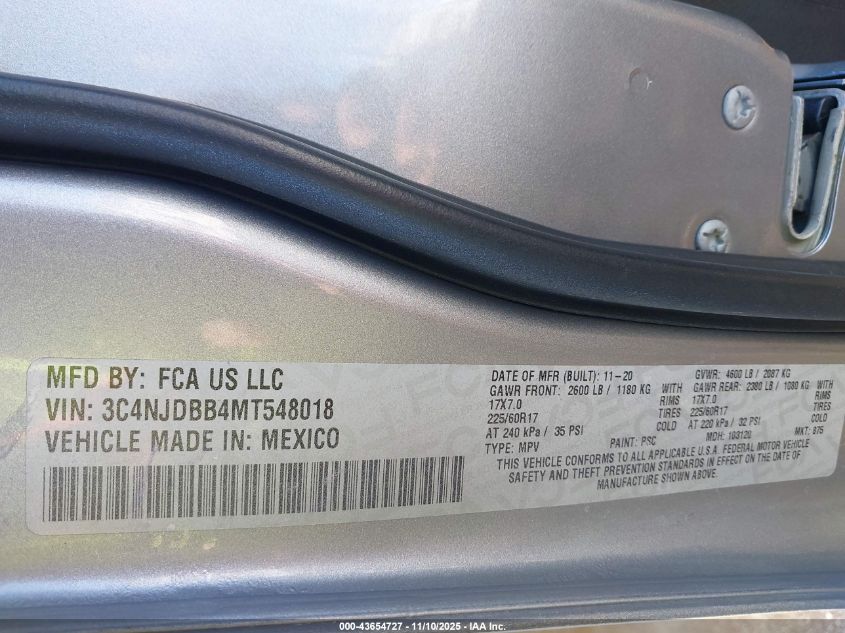 MFD BY: FCA US LLC
VIN: 3C4NJDBB4MT548018
VEHICLE MADE IN: MEXICO
DATE OF MFR (BUILT): 11-20 GVWR: 4600 LB / 2087 KG
GAWR FRONT: 2600 LB / 1180 KG WITH GAWR REAR: 2380 LB / 1080 KG WITH
17X7.0 RIMS 17X7.0 RIMS
225/60R17 TIRES 225/60R17 TIRES
AT 240 kPa / 35 PSI COLD AT 220 kPa / 32 PSI COLD
TYPE: MPV PAINT: PSC MDH: 103120 MKT: 875
THIS VEHICLE CONFORMS TO ALL APPLICABLE U.S.A. FEDERAL MOTOR VEHICLE
SAFETY AND THEFT PREVENTION STANDARDS IN EFFECT ON THE DATE OF
MANUFACTURE SHOWN ABOVE.
000-43654727 - 11/10/2025 - IAA Inc.